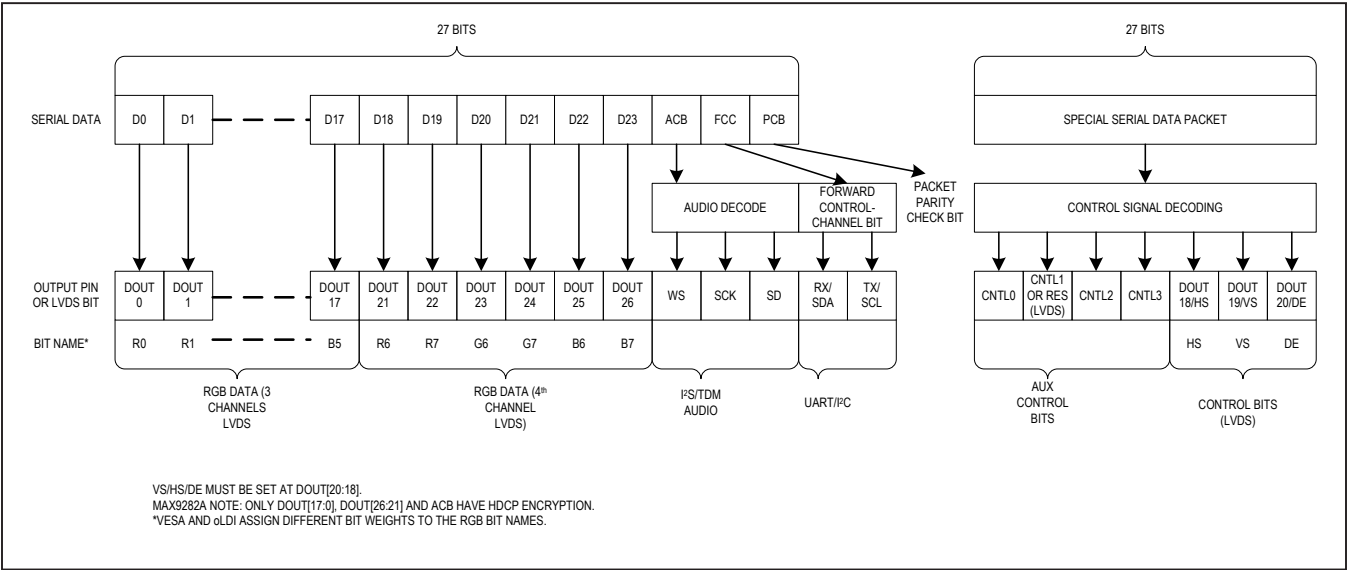 27 BITS
27 BITS
SERIAL DATA
D0
D1
D17
D18
D19
D20
D21
D22
D23
ACB
FCC
PCB
SPECIAL SERIAL DATA PACKET
AUDIO DECODE
FORWARD
CONTROL-
CHANNEL BIT
PACKET
PARITY
CHECK BIT
CONTROL SIGNAL DECODING
OUTPUT PIN
OR LVDS BIT
DOUT
0
DOUT
1
DOUT
17
DOUT
21
DOUT
22
DOUT
23
DOUT
24
DOUT
25
DOUT
26
WS
SCK
SD
RX/
SDA
TX/
SCL
CNTL0
CNTL1
OR RES
(LVDS)
CNTL2
CNTL3
DOUT
18/HS
DOUT
19/VS
DOUT
20/DE
BIT NAME*
R0
R1
B5
R6
R7
G6
G7
B6
B7
HS
VS
DE
RGB DATA (3
CHANNELS
LVDS
RGB DATA (4th
CHANNEL
LVDS)
I²S/TDM
AUDIO
UART/I²C
AUX
CONTROL
BITS
CONTROL BITS
(LVDS)
VS/HS/DE MUST BE SET AT DOUT[20:18].
MAX9282A NOTE: ONLY DOUT[17:0], DOUT[26:21] AND ACB HAVE HDCP ENCRYPTION.
*VESA AND oLDI ASSIGN DIFFERENT BIT WEIGHTS TO THE RGB BIT NAMES.